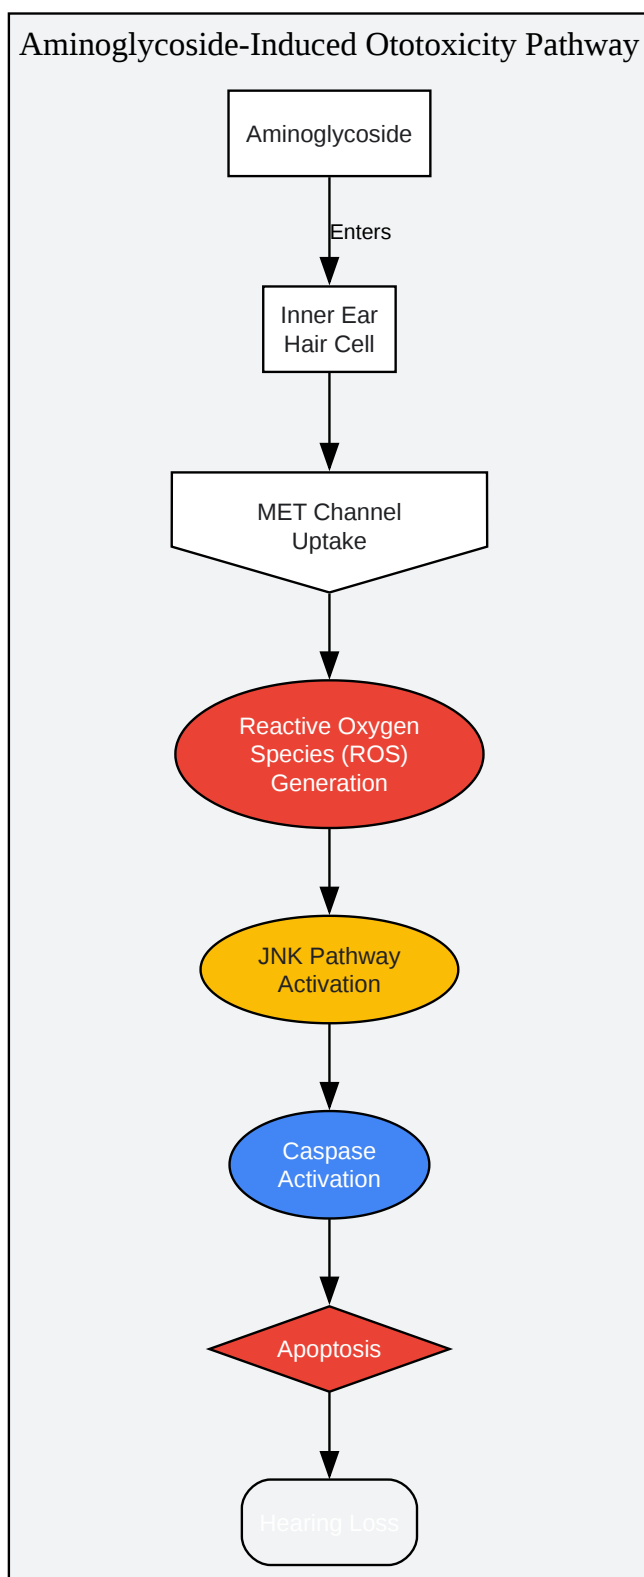 Aminoglycoside-Induced Ototoxicity Pathway
Aminoglycoside
Enters
Inner Ear
Hair Cell
MET Channel
Uptake
Reactive Oxygen
Species (ROS)
Generation
JNK Pathway
Activation
Caspase
Activation
Apoptosis
Hearing Loss